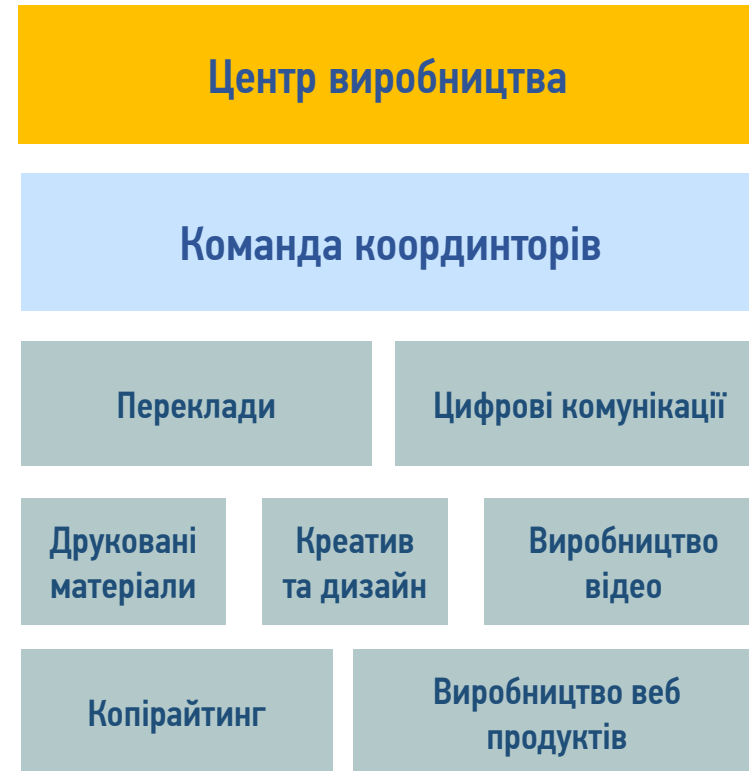 Центр виробництва
Команда координторів
Переклади
Цифрові комунікації
Друковані
матеріали
Креатив
та дизайн
Виробництво
відео
Копірайтинг
Виробництво веб
продуктів